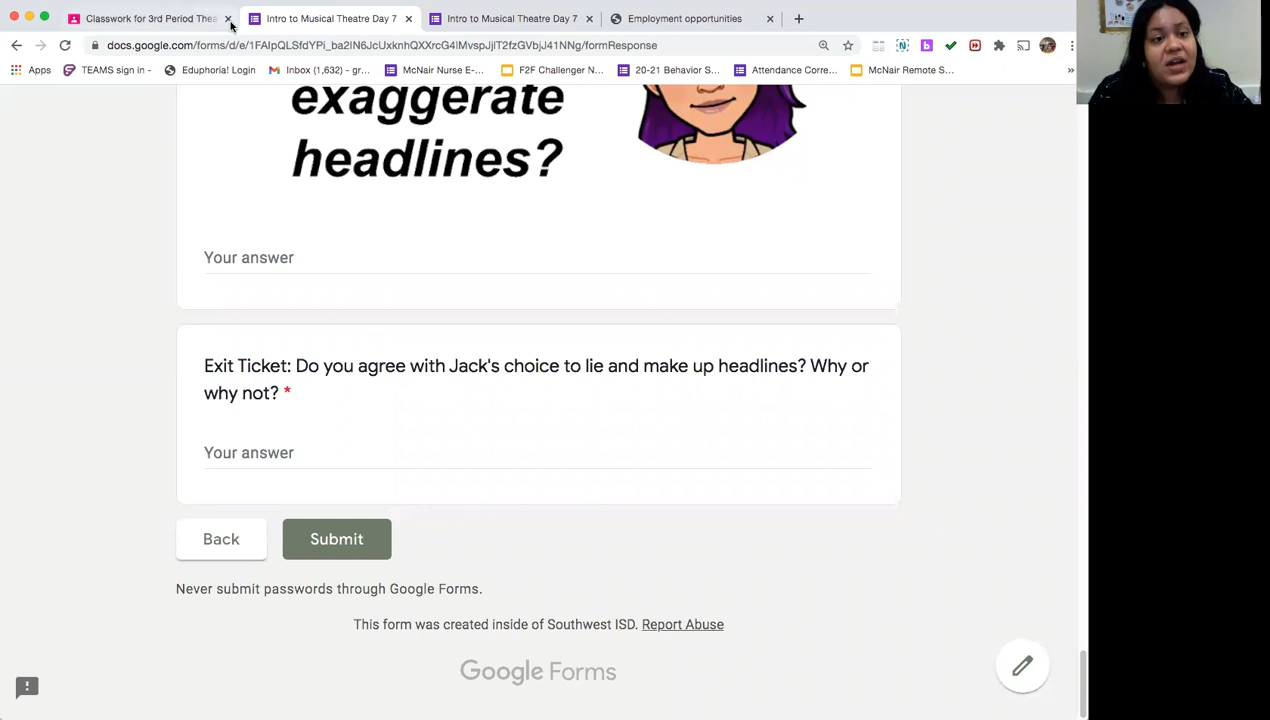 Classwork for 3rd Period Thea
Intro to Musical Theatre Day 7
Intro to Musical Theatre Day 7
Employment opportunities
docs.google.com/forms/d/e/1FAIpQLSfdYPi_ba2IN6JcUxknhQXXrcG4IMvspJjIT2fzGVbjJ41NNg/formResponse
Apps
TEAMS sign in -
Eduphoria! Login
Inbox (1,632) - gr...
McNair Nurse E-...
F2F Challenger N...
20-21 Behavior S...
Attendance Corre...
McNair Remote S...
»
exaggerate
headlines?
Your answer
Exit Ticket: Do you agree with Jack's choice to lie and make up headlines? Why or
why not? *
Your answer
Back
Submit
Never submit passwords through Google Forms.
This form was created inside of Southwest ISD. Report Abuse
Google Forms